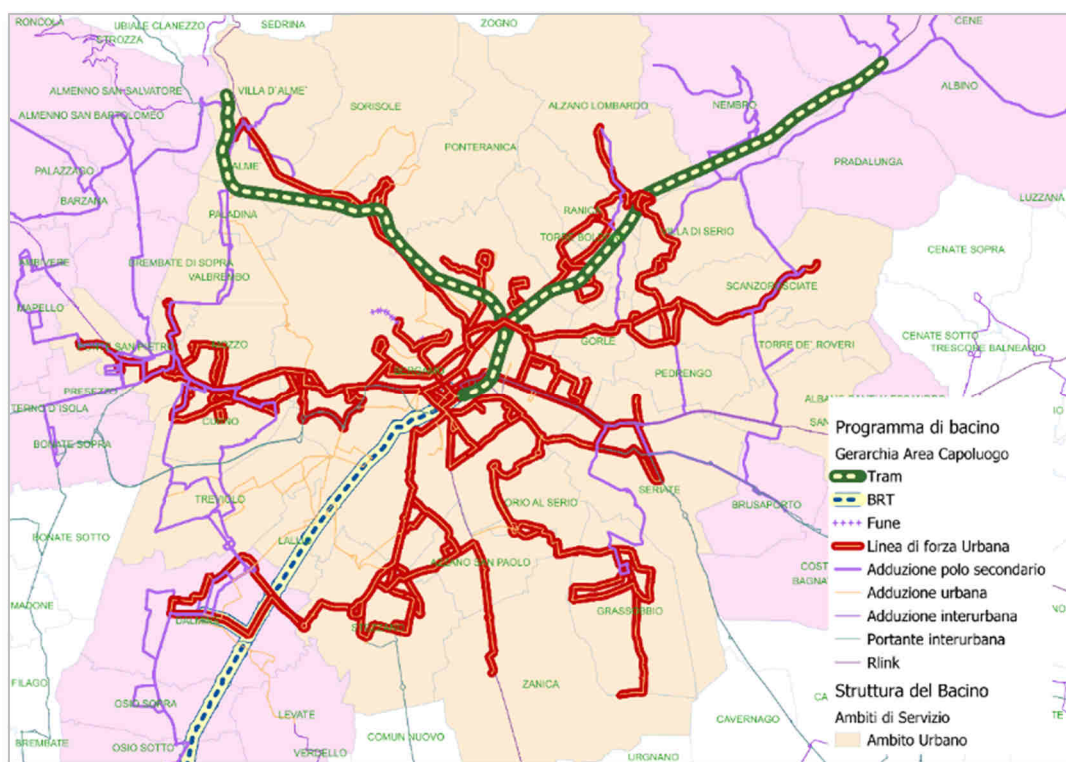 RONCOLA
UBIALE CLANEZZO
SEDRINA
ZOGNO
CENE
STROZZA
ALMENNO SAN SALVATORE
VILLA D'ALME'
SORISOLE
ALZANO LOMBARDO
NEMBRO
ALBINO
ALMENNO SAN BARTOLOMEO
PONTERANICA
PALAZZAGO
ALME'
PRADALUNGA
BARZANA
PALADINA
RANICA
LUZZANA
TORRE BOLD
VILLA DI SERIO
CENATE SOPRA
BREMBATE DI SOPRA
VALBREMBO
SCANZOROSCIATE
MAPELLO
CENATE SOTTO
GORLE
TORRE DE' ROVERI
TRESCORE BALNEARIO
PRESEZZO
PEDRENGO
TERNO D'ISOLA
CURNO
BONATE SOPRA
SERIATE
TREVIOLO
ORIO AL SERIO
BRUSAPORTO
BONATE SOTTO
LALLIO
COST
BAGNA
MADONE
GRASSOBBIO
DALMINE
FILAGO
ZANICA
OSIO SOPRA
LEVATE
CAVERNAGO
BREMBATE
OSIO SOTTO
VERDELLO
COMUN NUOVO
URGNANO
Programma di bacino
Gerarchia Area Capoluogo
Tram
BRT
Fune
Linea di forza Urbana
Adduzione polo secondario
Adduzione urbana
Adduzione interurbana
Portante interurbana
Rlink
Struttura del Bacino
Ambiti di Servizio
Ambito Urbano